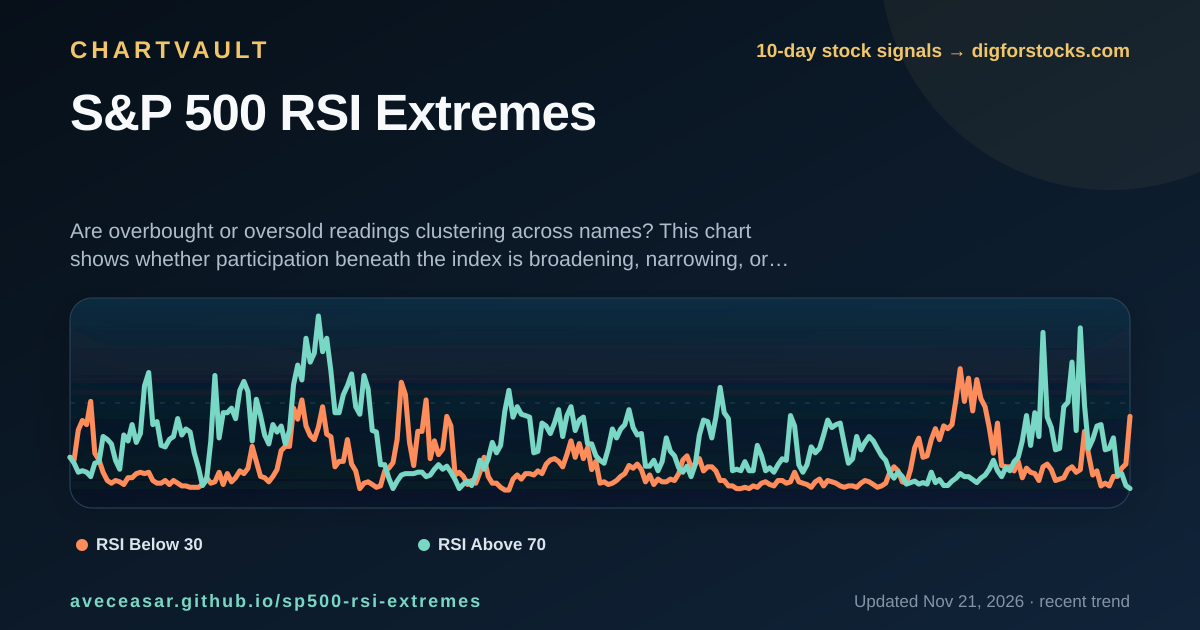 CHARTVAULT
10-day stock signals → digforstocks.com
S&P 500 RSI Extremes
Are overbought or oversold readings clustering across names? This chart
shows whether participation beneath the index is broadening, narrowing, or…
RSI Below 30
RSI Above 70
aveceasar.github.io/sp500-rsi-extremes
Updated Nov 21, 2026 · recent trend